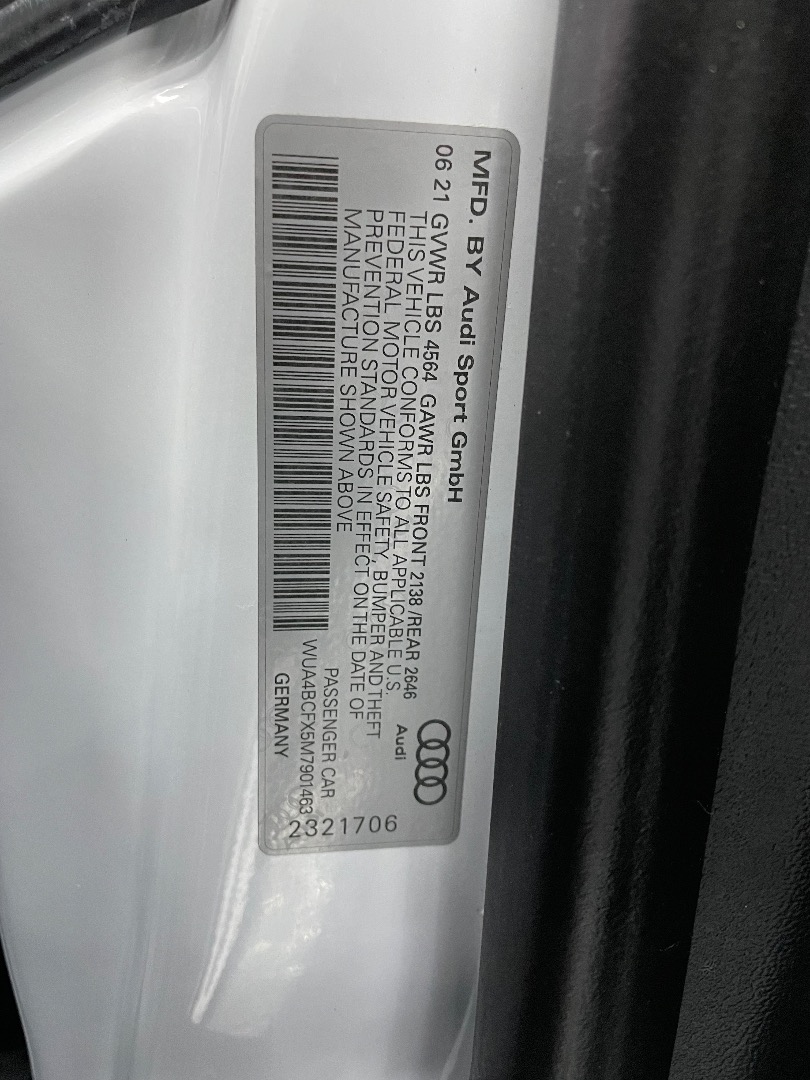 MFD. BY Audi Sport GmbH
06 21 GVWR LBS 4564 GAWR LBS FRONT 2138 /REAR 2646
THIS VEHICLE CONFORMS TO ALL APPLICABLE U.S.
FEDERAL MOTOR VEHICLE SAFETY, BUMPER AND THEFT
PREVENTION STANDARDS IN EFFECT ON THE DATE OF
MANUFACTURE SHOWN ABOVE
Audi
PASSENGER CAR
WUA4BCFX5M7901463
GERMANY
2321706